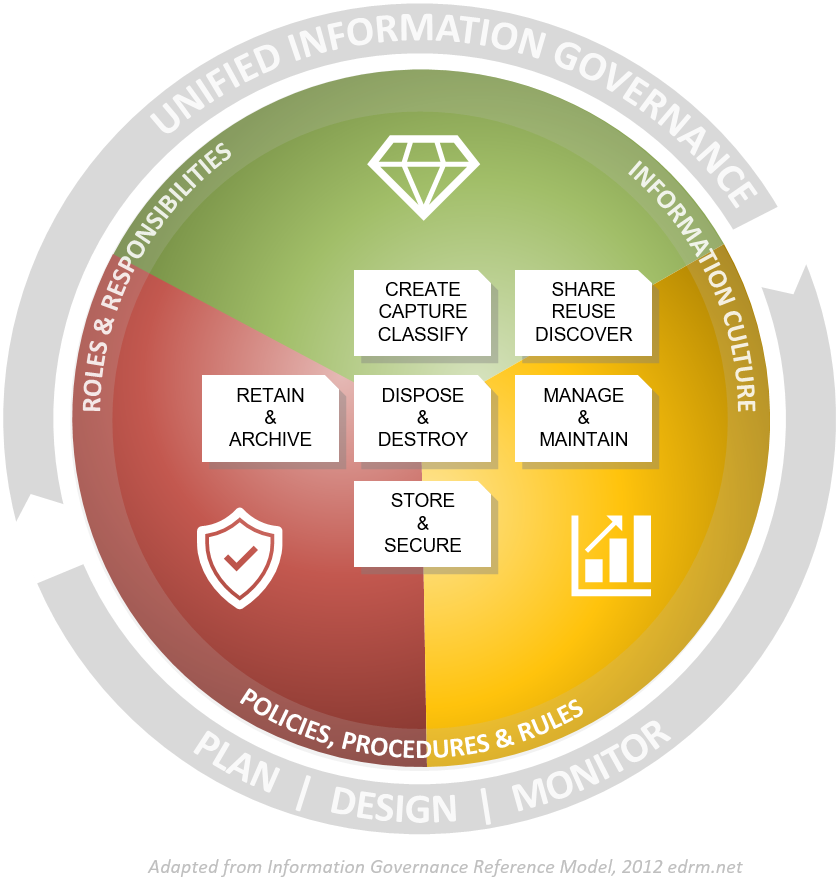 UNIFIED INFORMATION GOVERNANCE
ROLES & RESPONSIBILITIES
INFORMATION CULTURE
CREATE
CAPTURE
CLASSIFY
SHARE
REUSE
DISCOVER
RETAIN
&
ARCHIVE
DISPOSE
&
DESTROY
MANAGE
&
MAINTAIN
STORE
&
SECURE
POLICIES, PROCEDURES & RULES
PLAN | DESIGN | MONITOR
Adapted from Information Governance Reference Model, 2012 edrm.net